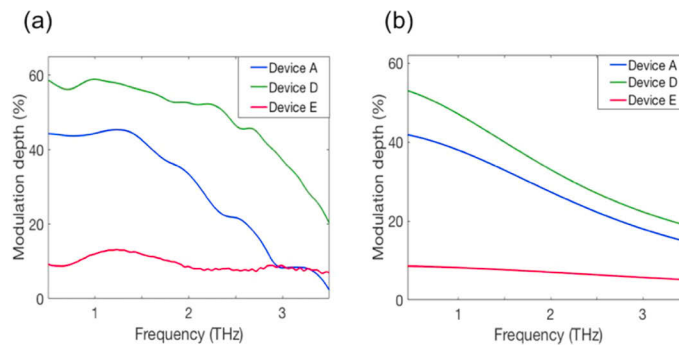 (a)
(b)
Modulation depth (%)
60
40
20
0
Device A
Device D
Device E
1
2
3
Frequency (THz)
Modulation depth (%)
60
40
20
0
Device A
Device D
Device E
1
2
3
Frequency (THz)